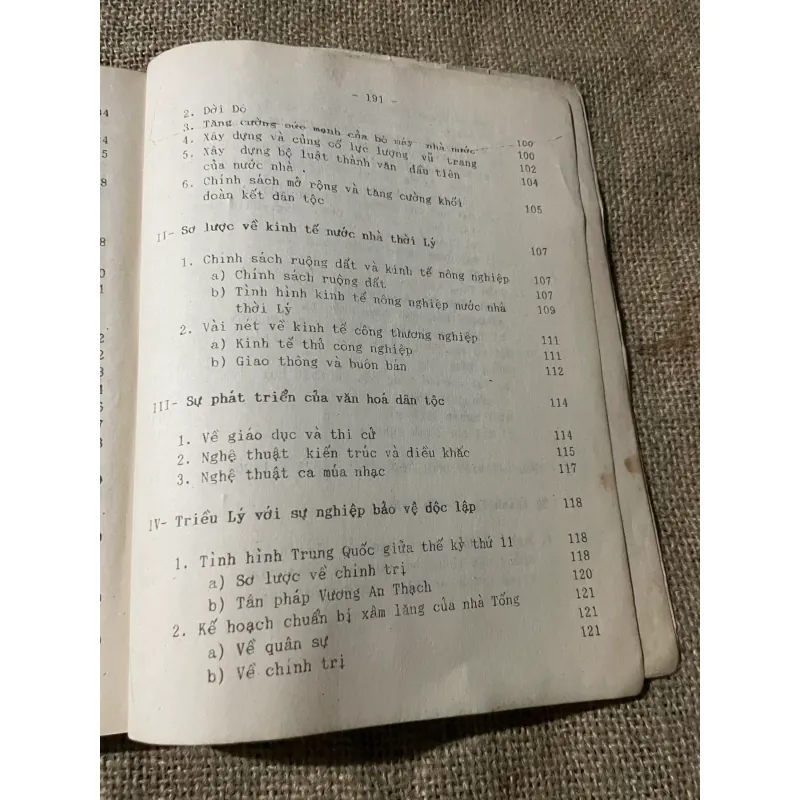 - 191 -
2. Dời Dô
3. Tăng cường sức mạnh của bộ máy nhà nước 100
4. Xây dựng và củng cố lực lượng vũ trang 100
5. Xây dựng bộ luật thành văn đầu tiên 102
của nước nhà . 104
6. Chính sách mở rộng và tăng cường khối
đoàn kết dân tộc 105
II- Sơ lược về kinh tế nước nhà thời Lý 107
1. Chính sách ruộng đất và kinh tế nông nghiệp 107
a) Chính sách ruộng đất 107
b) Tình hình kinh tế nông nghiệp nước nhà 109
thời Lý
2. Vài nét về kinh tế công thương nghiệp 111
a) Kinh tế thủ công nghiệp 111
b) Giao thông và buôn bán 112
III- Sự phát triển của văn hoá dân tộc 114
1. Về giáo dục và thi cử 114
2. Nghệ thuật kiến trúc và điêu khắc 115
3. Nghệ thuật ca múa nhạc 117
IV- Triều Lý với sự nghiệp bảo vệ độc lập 118
1. Tình hình Trung Quốc giữa thế kỷ thứ 11 118
a) Sơ lược về chính trị 118
b) Tân pháp Vương An Thạch 120
2. Kế hoạch chuẩn bị xâm lăng của nhà Tống 121
a) Về quân sự 121
b) Về chính trị 121